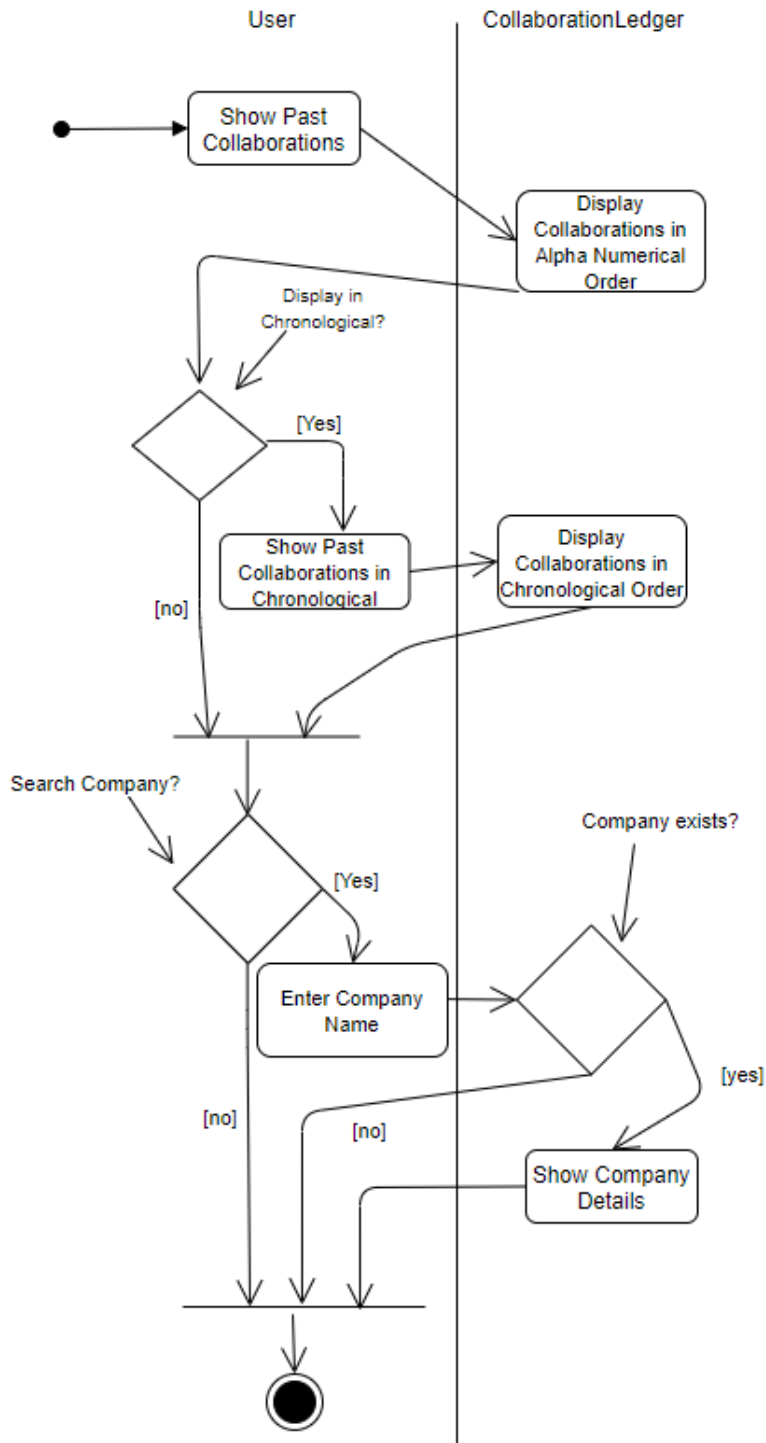 User
CollaborationLedger
Show Past
Collaborations
Display
Collaborations in
Alpha Numerical
Order
Display in
Chronological?
[Yes]
Show Past
Collaborations in
Chronological
Display
Collaborations in
Chronological Order
[no]
Search Company?
Company exists?
[Yes]
Enter Company
Name
[yes]
[no]
[no]
Show Company
Details